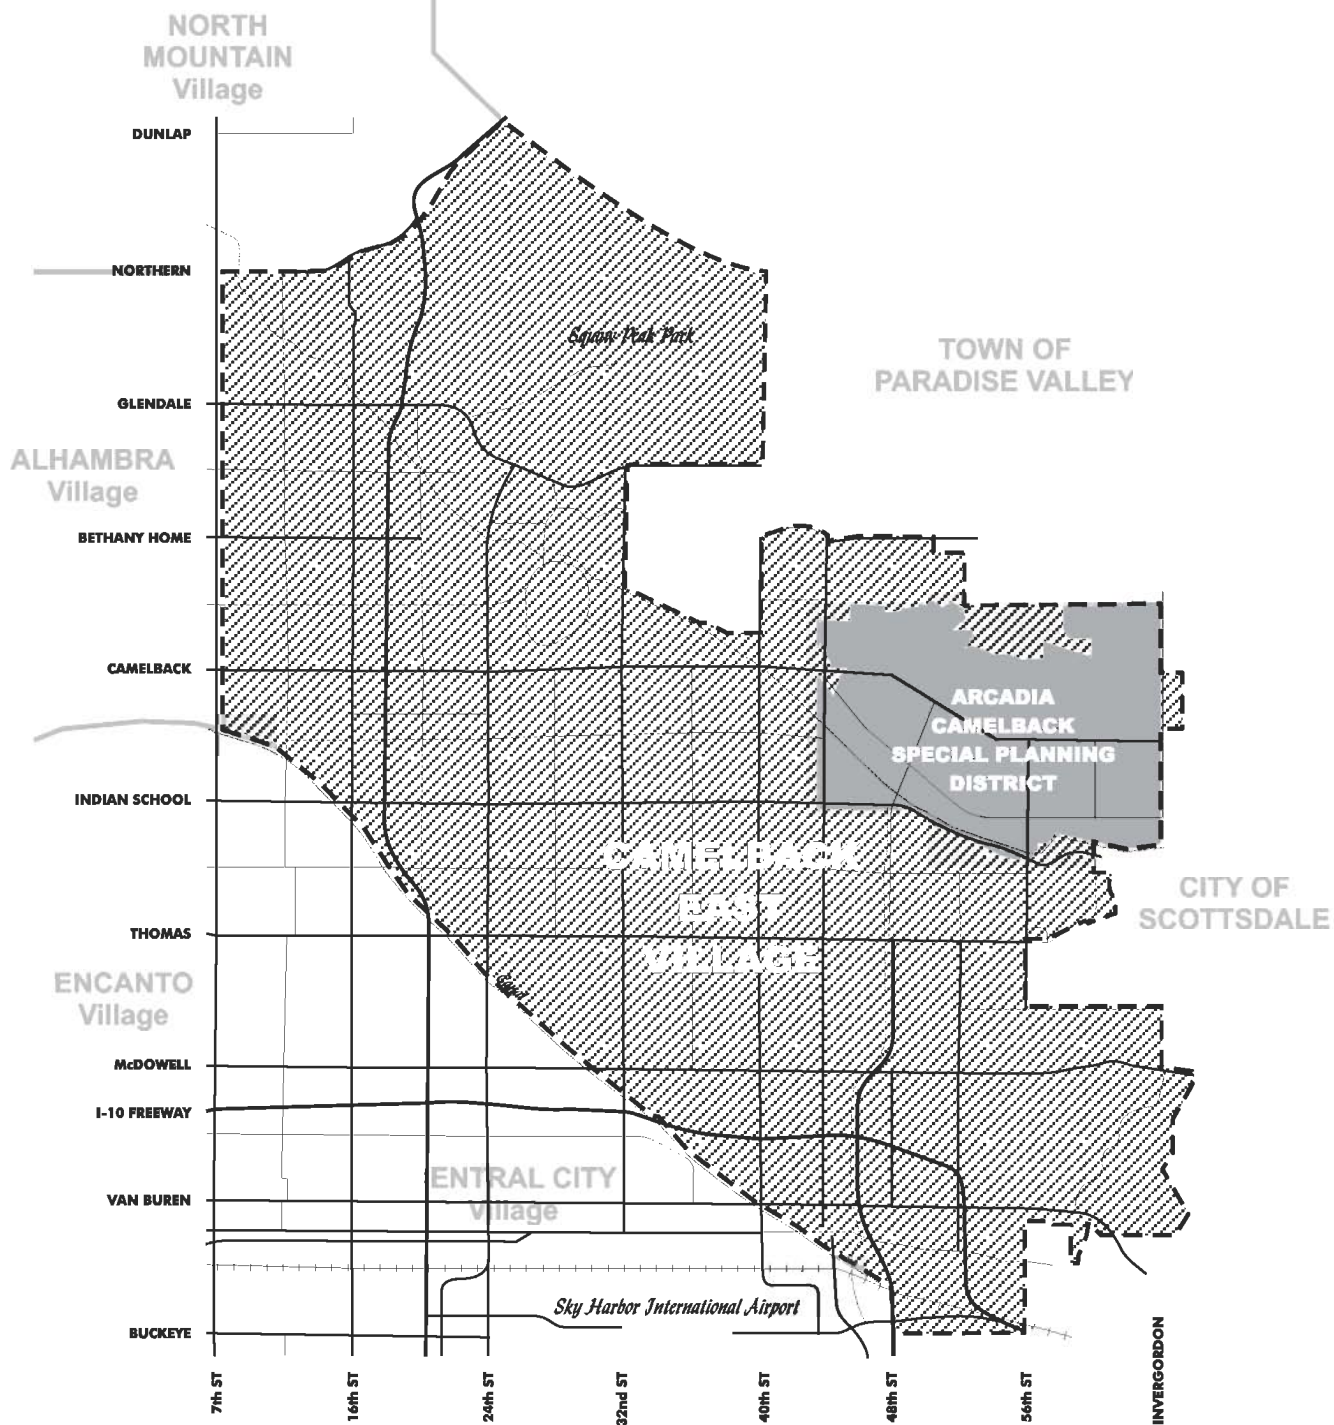 NORTH
MOUNTAIN
Village
DUNLAP
NORTHERN
Squaw Peak Park
TOWN OF
PARADISE VALLEY
GLENDALE
ALHAMBRA
Village
BETHANY HOME
CAMELBACK
ARCADIA
CAMELBACK
SPECIAL PLANNING
DISTRICT
INDIAN SCHOOL
CAMELBACK
EAST
VILLAGE
CITY OF
SCOTTSDALE
THOMAS
ENCANTO
Village
Canal
McDOWELL
I-10 FREEWAY
ENTRAL CITY
Village
VAN BUREN
Sky Harbor International Airport
BUCKEYE
7th ST
16th ST
24th ST
32nd ST
40th ST
48th ST
56th ST
INVERGORDON